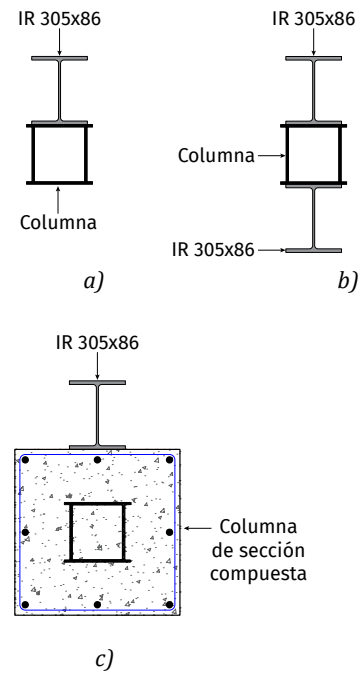 IR 305x86
Columna
a)
IR 305x86
Columna
IR 305x86
b)
IR 305x86
Columna
de sección
compuesta
c)